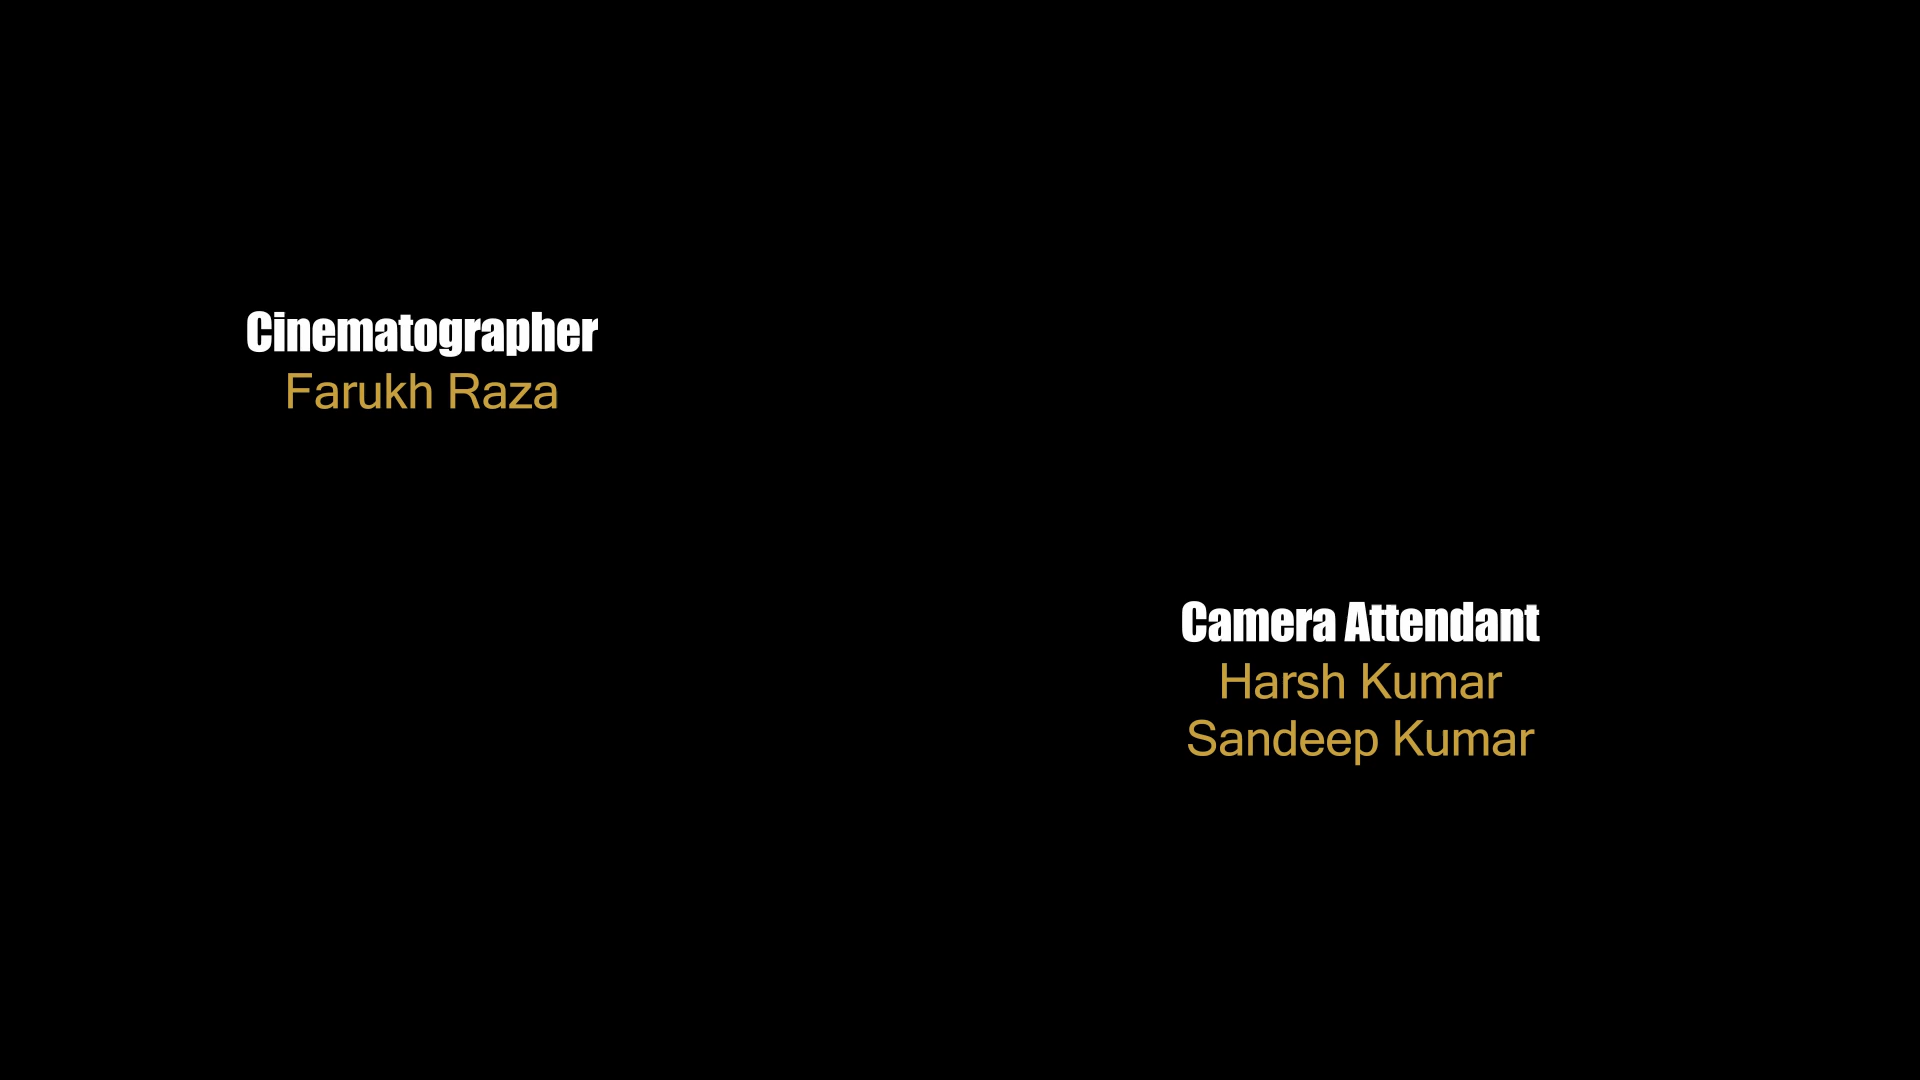 Cinematographer
Farukh Raza
Camera Attendant
Harsh Kumar
Sandeep Kumar